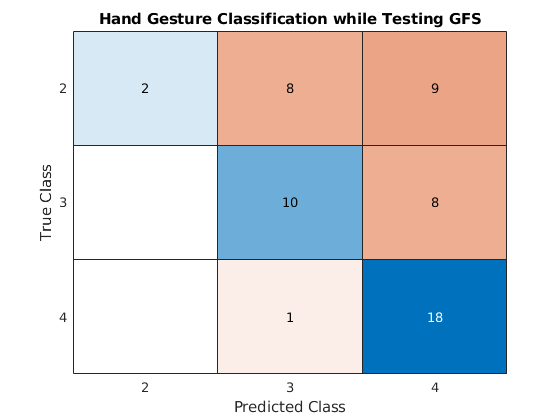 Hand Gesture Classification while Testing GFS
2 2 8 9
3 10 8
4 1 18
True Class
2 3 4
Predicted Class